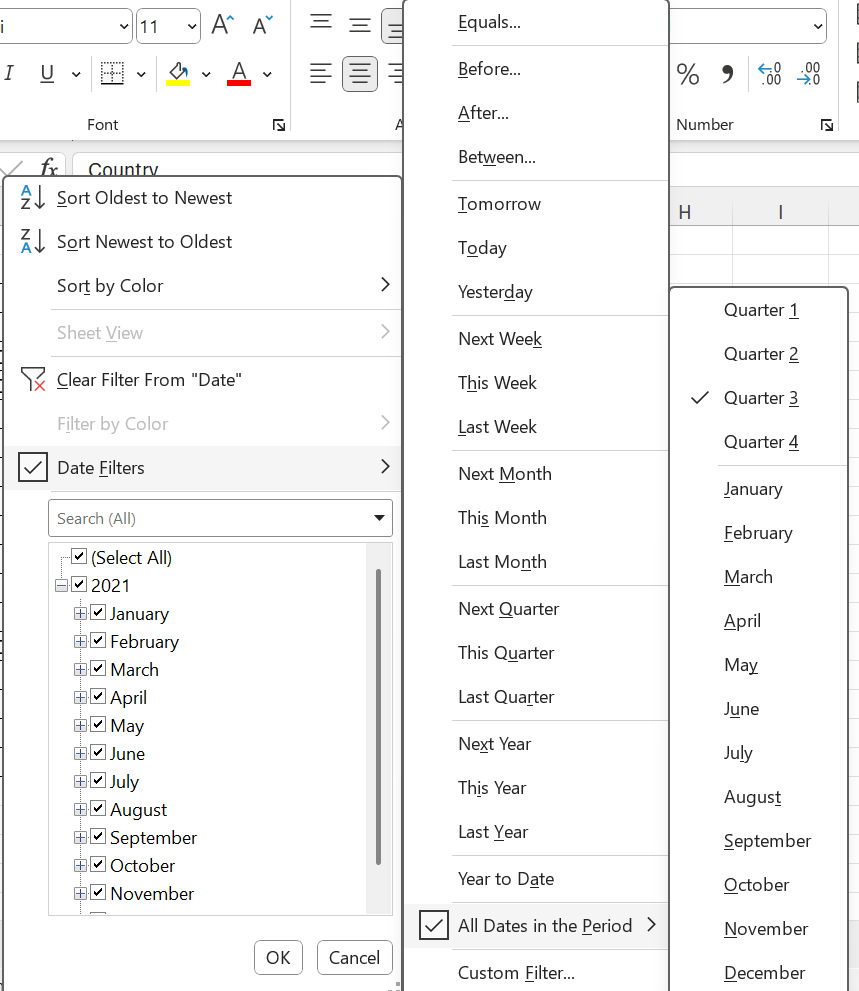 11
A^
A˅
I
U
A
%
,
.00
.00
Font
Number
fx
Country
H
I
Sort Oldest to Newest
Sort Newest to Oldest
Sort by Color
Sheet View
Clear Filter From "Date"
Filter by Color
Date Filters
Search (All)
(Select All)
2021
January
February
March
April
May
June
July
August
September
October
November
OK
Cancel
Equals...
Before...
After...
Between...
Tomorrow
Today
Yesterday
Next Week
This Week
Last Week
Next Month
This Month
Last Month
Next Quarter
This Quarter
Last Quarter
Next Year
This Year
Last Year
Year to Date
All Dates in the Period
Custom Filter...
Quarter 1
Quarter 2
Quarter 3
Quarter 4
January
February
March
April
May
June
July
August
September
October
November
December